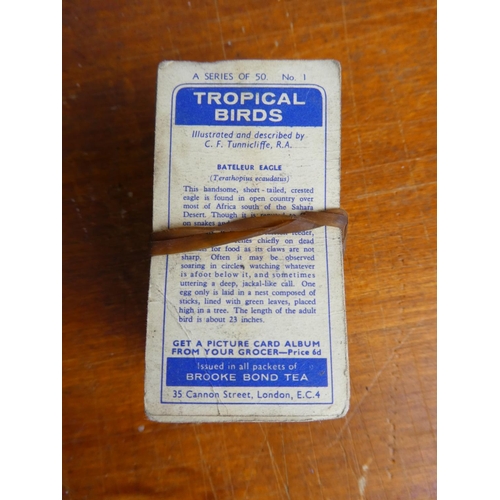 A SERIES OF 50. No. 1
TROPICAL
BIRDS
Illustrated and described by
C. F. Tunnicliffe, R.A.
BATELEUR EAGLE
(Terathopius ecaudatus)
This handsome, short-tailed, crested
eagle is found in open country over
most of Africa south of the Sahara
Desert. Though it is
on snakes and
feeder,
chiefly on dead
for food as its claws are not
sharp. Often it may be observed
soaring in circles, watching whatever
is afoot below it, and sometimes
uttering a deep, jackal-like call. One
egg only is laid in a nest composed of
sticks, lined with green leaves, placed
high in a tree. The length of the adult
bird is about 23 inches.
GET A PICTURE CARD ALBUM
FROM YOUR GROCER—Price 6d
Issued in all packets of
BROOKE BOND TEA
35 Cannon Street, London, E.C.4